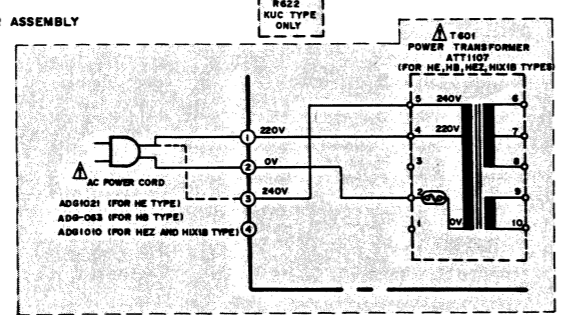 R622
KUC TYPE
ONLY
ASSEMBLY
T601
POWER TRANSFORMER
ATT1107
(FOR HE, HB, HEZ, HIXIB TYPES)
5 240V 6
1 220V
4 220V 7
2 0V
3 8
AC POWER CORD
3 240V
2 9
ADG1021 (FOR HE TYPE)
ADG-063 (FOR HB TYPE)
ADG1010 (FOR HEZ AND HIXIB TYPE)
4
1 0V 10